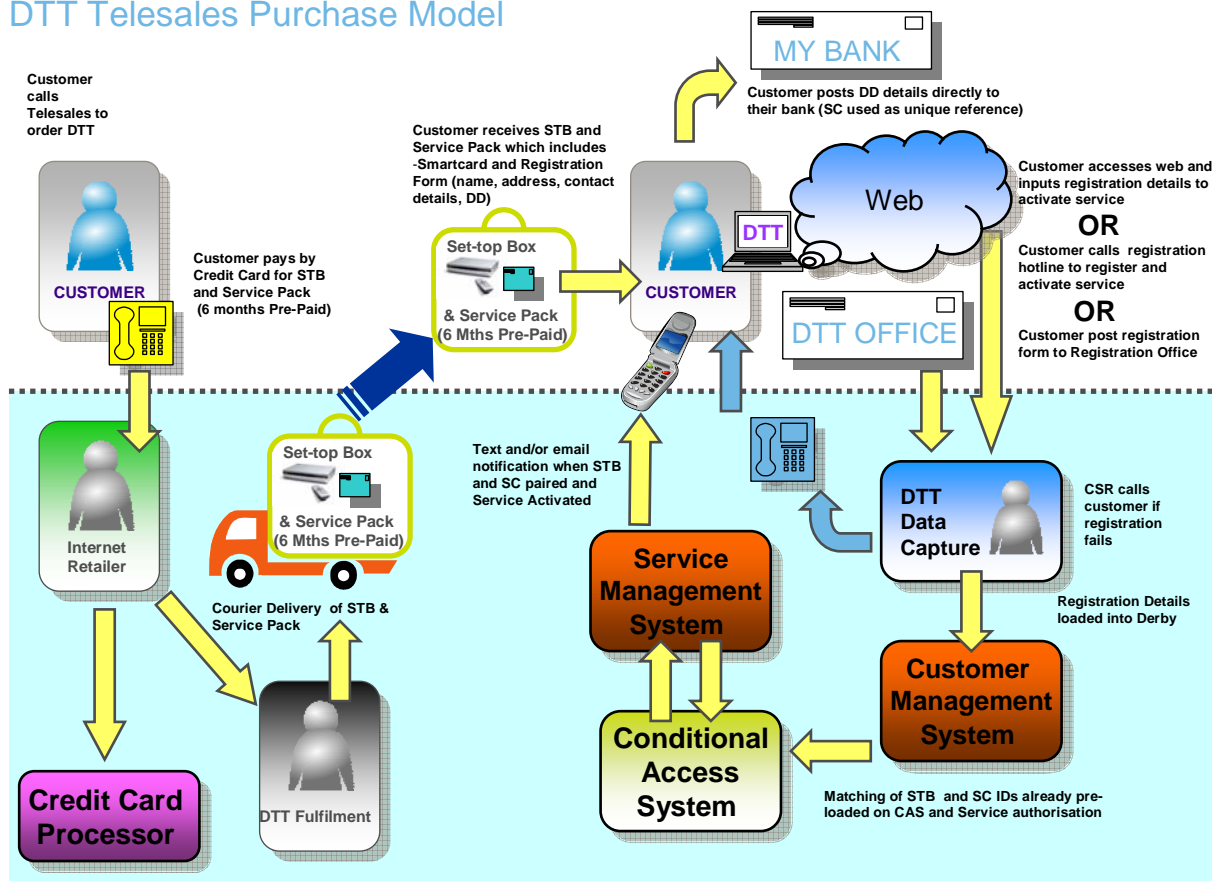 DTT Telesales Purchase Model
Customer
calls
Telesales to
order DTT
CUSTOMER
Customer pays by
Credit Card for STB
and Service Pack
(6 months Pre-Paid)
Customer receives STB and
Service Pack which includes
-Smartcard and Registration
Form (name, address, contact
details, DD)
Set-top Box
& Service Pack
(6 Mths Pre-Paid)
MY BANK
Customer posts DD details directly to
their bank (SC used as unique reference)
CUSTOMER
DTT
Web
DTT OFFICE
Customer accesses web and
inputs registration details to
activate service
OR
Customer calls registration
hotline to register and
activate service
OR
Customer post registration
form to Registration Office
Internet
Retailer
Set-top Box
& Service Pack
(6 Mths Pre-Paid)
Courier Delivery of STB &
Service Pack
DTT Fulfilment
Credit Card
Processor
Text and/or email
notification when STB
and SC paired and
Service Activated
Service
Management
System
Conditional
Access
System
DTT
Data
Capture
CSR calls
customer if
registration
fails
Registration Details
loaded into Derby
Customer
Management
System
Matching of STB and SC IDs already pre-
loaded on CAS and Service authorisation